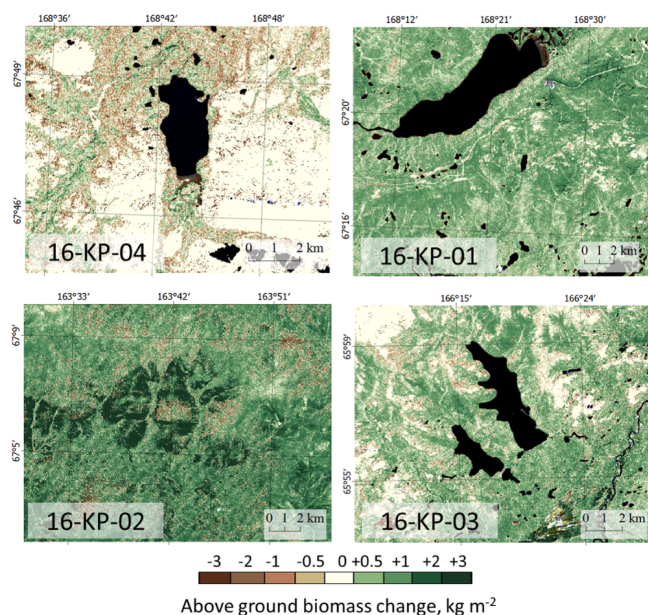 168°36' 168°42' 168°48'
67°49'
67°46'
16-KP-04
0 1 2 km
168°12' 168°21' 168°30'
67°20'
67°16'
16-KP-01
0 1 2 km
163°33' 163°42' 163°51'
67°9'
67°5'
16-KP-02
0 1 2 km
166°15' 166°24'
65°59'
65°55'
16-KP-03
0 1 2 km
-3 -2 -1 -0.5 0 +0.5 +1 +2 +3
Above ground biomass change, kg m⁻²